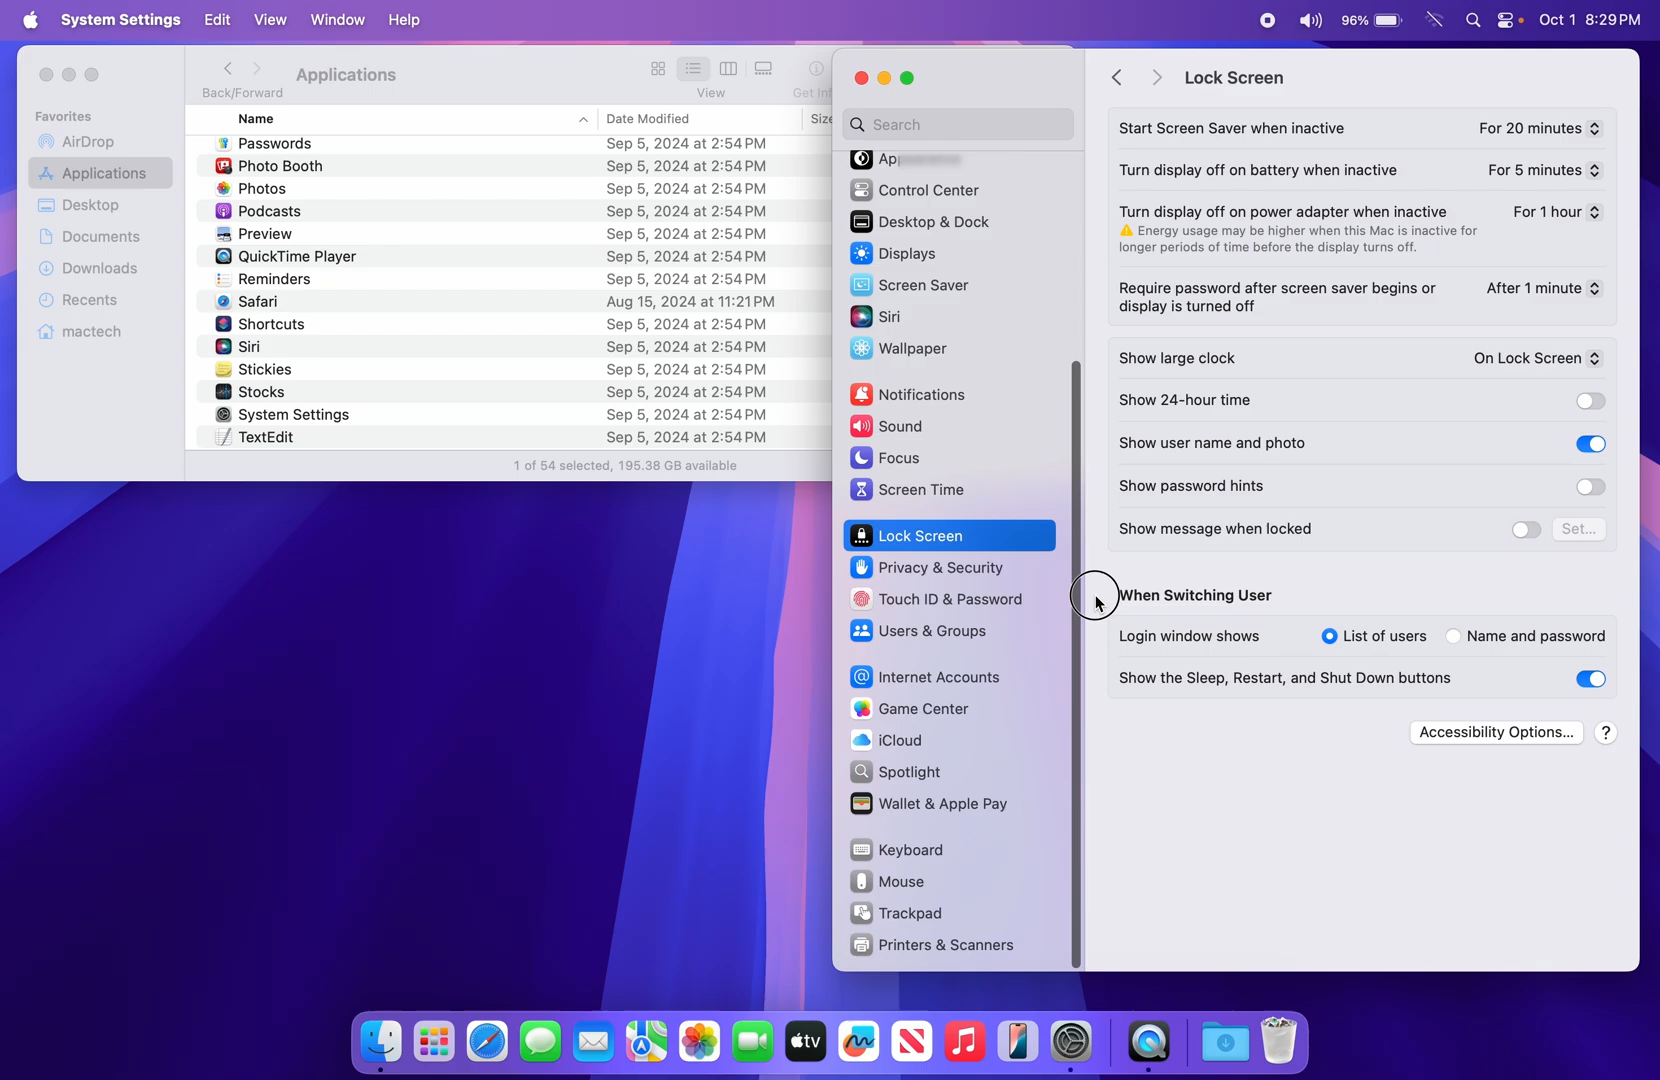 System Settings Edit View Window Help
96% Oct 1 8:29 PM
Applications
Back/Forward View
Favorites
AirDrop
Applications
Desktop
Documents
Downloads
Recents
mactech
Name Date Modified Size
Passwords Sep 5, 2024 at 2:54 PM
Photo Booth Sep 5, 2024 at 2:54 PM
Photos Sep 5, 2024 at 2:54 PM
Podcasts Sep 5, 2024 at 2:54 PM
Preview Sep 5, 2024 at 2:54 PM
QuickTime Player Sep 5, 2024 at 2:54 PM
Reminders Sep 5, 2024 at 2:54 PM
Safari Aug 15, 2024 at 11:21 PM
Shortcuts Sep 5, 2024 at 2:54 PM
Siri Sep 5, 2024 at 2:54 PM
Stickies Sep 5, 2024 at 2:54 PM
Stocks Sep 5, 2024 at 2:54 PM
System Settings Sep 5, 2024 at 2:54 PM
TextEdit Sep 5, 2024 at 2:54 PM
1 of 54 selected, 195.38 GB available
Search
Control Center
Desktop & Dock
Displays
Screen Saver
Siri
Wallpaper
Notifications
Sound
Focus
Screen Time
Lock Screen
Privacy & Security
Touch ID & Password
Users & Groups
Internet Accounts
Game Center
iCloud
Spotlight
Wallet & Apple Pay
Keyboard
Mouse
Trackpad
Printers & Scanners
Lock Screen
Start Screen Saver when inactive For 20 minutes
Turn display off on battery when inactive For 5 minutes
Turn display off on power adapter when inactive For 1 hour
Energy usage may be higher when this Mac is inactive for
longer periods of time before the display turns off.
Require password after screen saver begins or After 1 minute
display is turned off
Show large clock On Lock Screen
Show 24-hour time
Show user name and photo
Show password hints
Show message when locked Set...
When Switching User
Login window shows List of users Name and password
Show the Sleep, Restart, and Shut Down buttons
Accessibility Options... ?
tv